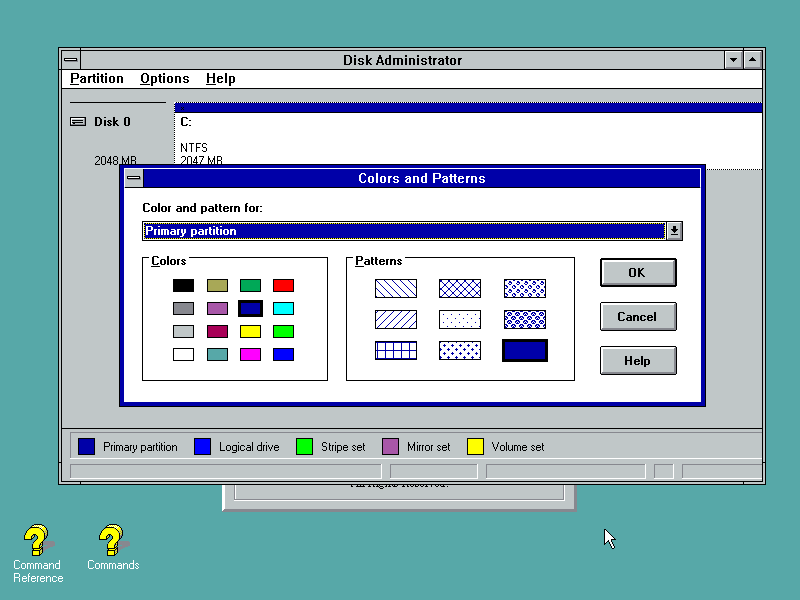 Disk Administrator
Partition Options Help
Disk 0
2048 MB
C:
NTFS
2047 MB
Colors and Patterns
Color and pattern for:
Primary partition
Colors
Patterns
OK
Cancel
Help
Primary partition Logical drive Stripe set Mirror set Volume set
All Rights Reserved.
Command
Reference
Commands